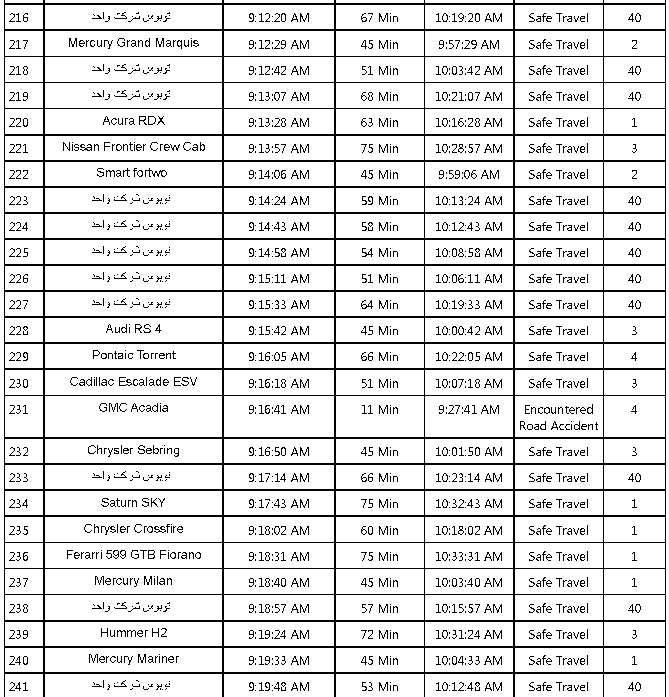 216 توبوس شرکت واحد 9:12:20 AM 67 Min 10:19:20 AM Safe Travel 40
217 Mercury Grand Marquis 9:12:29 AM 45 Min 9:57:29 AM Safe Travel 2
218 توبوس شرکت واحد 9:12:42 AM 51 Min 10:03:42 AM Safe Travel 40
219 توبوس شرکت واحد 9:13:07 AM 68 Min 10:21:07 AM Safe Travel 40
220 Acura RDX 9:13:28 AM 63 Min 10:16:28 AM Safe Travel 1
221 Nissan Frontier Crew Cab 9:13:57 AM 75 Min 10:28:57 AM Safe Travel 3
222 Smart fortwo 9:14:06 AM 45 Min 9:59:06 AM Safe Travel 2
223 توبوس شرکت واحد 9:14:24 AM 59 Min 10:13:24 AM Safe Travel 40
224 توبوس شرکت واحد 9:14:43 AM 58 Min 10:12:43 AM Safe Travel 40
225 توبوس شرکت واحد 9:14:58 AM 54 Min 10:08:58 AM Safe Travel 40
226 توبوس شرکت واحد 9:15:11 AM 51 Min 10:06:11 AM Safe Travel 40
227 توبوس شرکت واحد 9:15:33 AM 64 Min 10:19:33 AM Safe Travel 40
228 Audi RS 4 9:15:42 AM 45 Min 10:00:42 AM Safe Travel 3
229 Pontaic Torrent 9:16:05 AM 66 Min 10:22:05 AM Safe Travel 4
230 Cadillac Escalade ESV 9:16:18 AM 51 Min 10:07:18 AM Safe Travel 3
231 GMC Acadia 9:16:41 AM 11 Min 9:27:41 AM Encountered 4
Road Accident
232 Chrysler Sebring 9:16:50 AM 45 Min 10:01:50 AM Safe Travel 3
233 توبوس شرکت واحد 9:17:14 AM 66 Min 10:23:14 AM Safe Travel 40
234 Saturn SKY 9:17:43 AM 75 Min 10:32:43 AM Safe Travel 1
235 Chrysler Crossfire 9:18:02 AM 60 Min 10:18:02 AM Safe Travel 1
236 Ferarri 599 GTB Fiorano 9:18:31 AM 75 Min 10:33:31 AM Safe Travel 1
237 Mercury Milan 9:18:40 AM 45 Min 10:03:40 AM Safe Travel 1
238 توبوس شرکت واحد 9:18:57 AM 57 Min 10:15:57 AM Safe Travel 40
239 Hummer H2 9:19:24 AM 72 Min 10:31:24 AM Safe Travel 3
240 Mercury Mariner 9:19:33 AM 45 Min 10:04:33 AM Safe Travel 1
241 توبوس شرکت واحد 9:19:48 AM 53 Min 10:12:48 AM Safe Travel 40